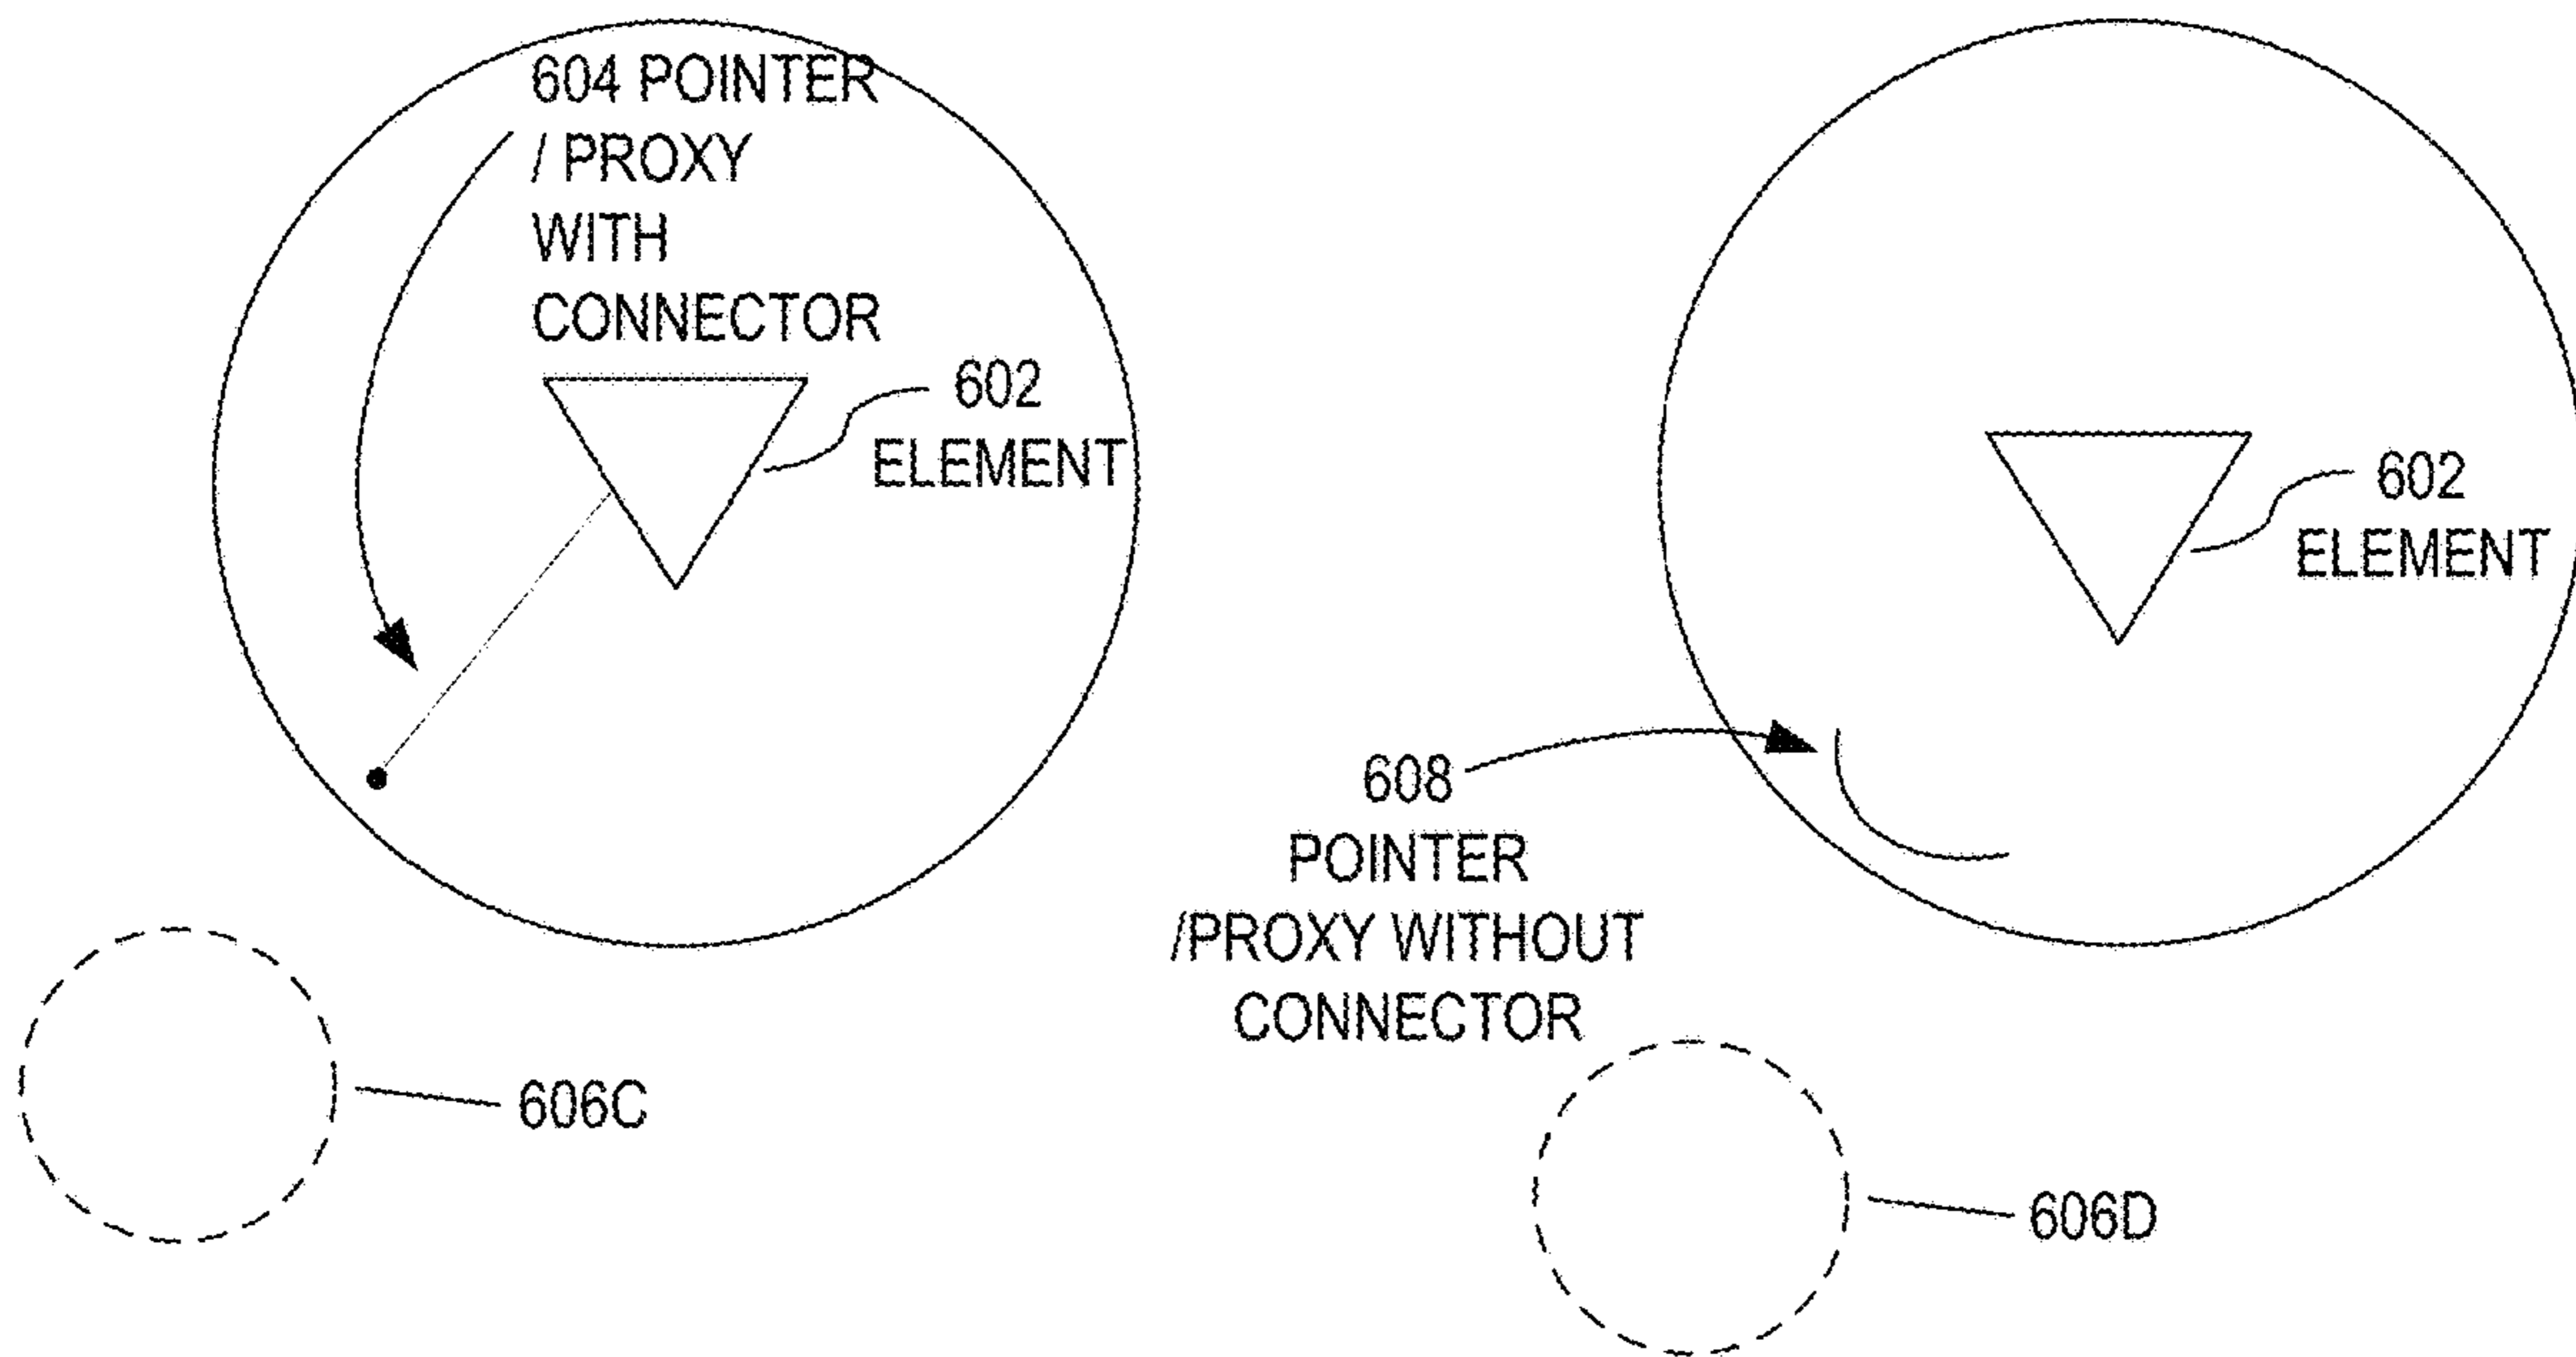 604 POINTER
/ PROXY
WITH
CONNECTOR
602
ELEMENT
606C
602
ELEMENT
608
POINTER
/PROXY WITHOUT
CONNECTOR
606D